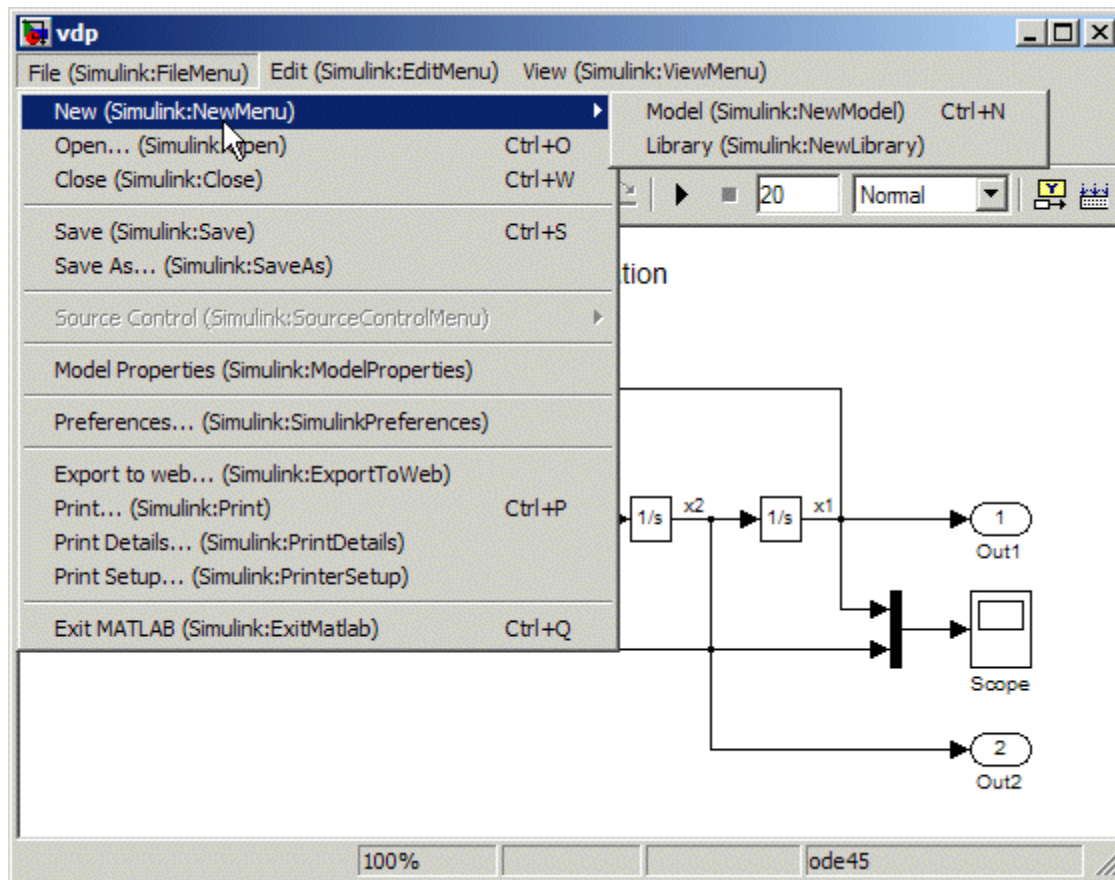 vdp
File (Simulink:FileMenu) Edit (Simulink:EditMenu) View (Simulink:ViewMenu)
New (Simulink:NewMenu)
Model (Simulink:NewModel) Ctrl+N
Open... (Simulink: pen) Ctrl+O
Library (Simulink:NewLibrary)
Close (Simulink:Close) Ctrl+W
20 Normal
Save (Simulink:Save) Ctrl+S
Save As... (Simulink:SaveAs)
tion
Source Control (Simulink:SourceControlMenu)
Model Properties (Simulink:ModelProperties)
Preferences... (Simulink:SimulinkPreferences)
Export to web... (Simulink:ExportToWeb)
Print... (Simulink:Print) Ctrl+P
1/s x2 1/s x1 1
Print Details... (Simulink:PrintDetails)
Out1
Print Setup... (Simulink:PrinterSetup)
Exit MATLAB (Simulink:ExitMatlab) Ctrl+Q
Scope
2
Out2
100% ode45